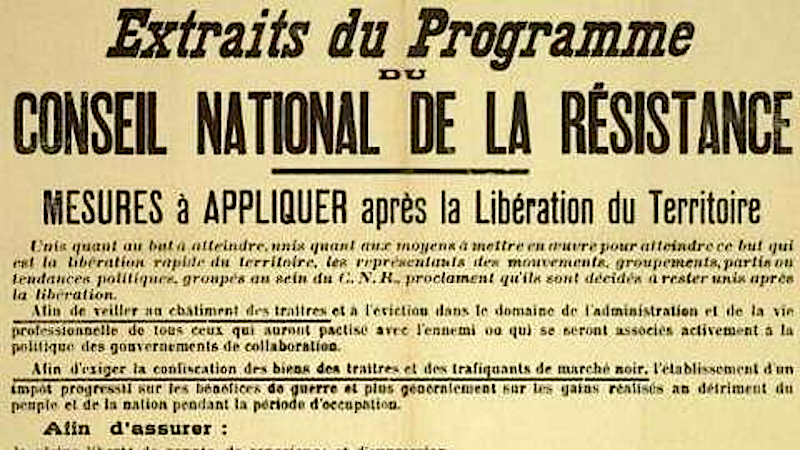 Extraits du Programme
DU
CONSEIL NATIONAL DE LA RÉSISTANCE
MESURES à APPLIQUER après la Libération du Territoire
Unis quant au but à atteindre, unis quant aux moyens à mettre en œuvre pour atteindre ce but qui
est la libération rapide du territoire, les représentants des mouvements, groupements, partis ou
tendances politiques, groupés au sein du C.N.R., proclament qu'ils sont décidés à rester unis après
la libération.
Afin de veiller au châtiment des traîtres et à l'eviction dans le domaine de l'administration et de la vie
professionnelle de tous ceux qui auront pactisé avec l'ennemi ou qui se seront associés activement à la
politique des gouvernements de collaboration.
Afin d'exiger la confiscation des biens des traitres et des trafiquants de marché noir, l'établissement d'un
impôt progressif sur les bénéfices de guerre et plus généralement sur les gains réalisés au détriment du
peuple et de la nation pendant la période d'occupation.
Afin d'assurer :